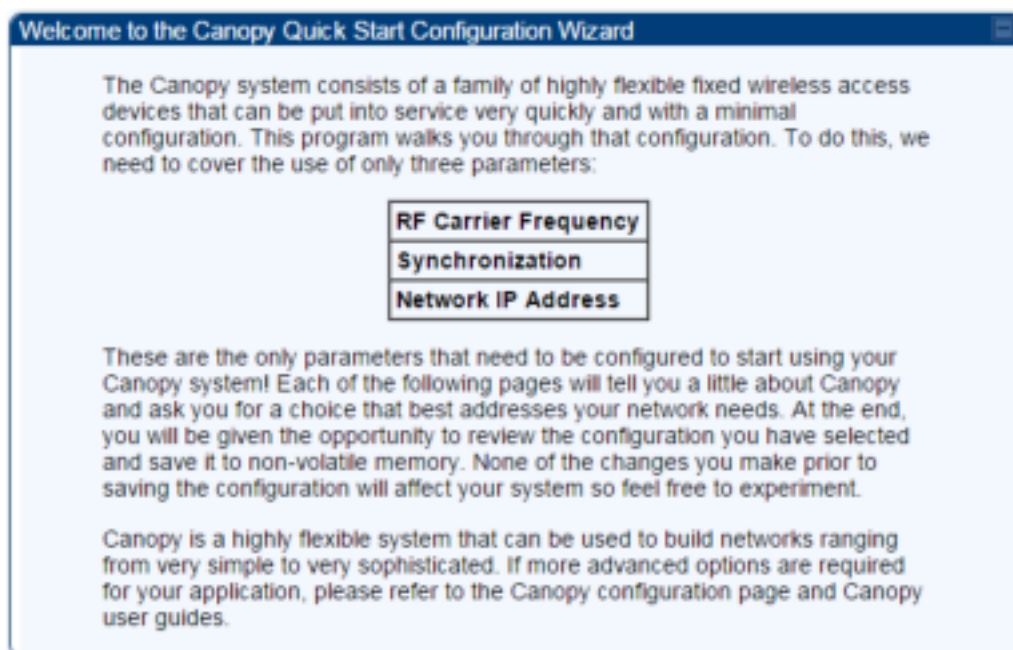 Welcome to the Canopy Quick Start Configuration Wizard
The Canopy system consists of a family of highly flexible fixed wireless access
devices that can be put into service very quickly and with a minimal
configuration. This program walks you through that configuration. To do this, we
need to cover the use of only three parameters:
RF Carrier Frequency
Synchronization
Network IP Address
These are the only parameters that need to be configured to start using your
Canopy system! Each of the following pages will tell you a little about Canopy
and ask you for a choice that best addresses your network needs. At the end,
you will be given the opportunity to review the configuration you have selected
and save it to non-volatile memory. None of the changes you make prior to
saving the configuration will affect your system so feel free to experiment.
Canopy is a highly flexible system that can be used to build networks ranging
from very simple to very sophisticated. If more advanced options are required
for your application, please refer to the Canopy configuration page and Canopy
user guides.